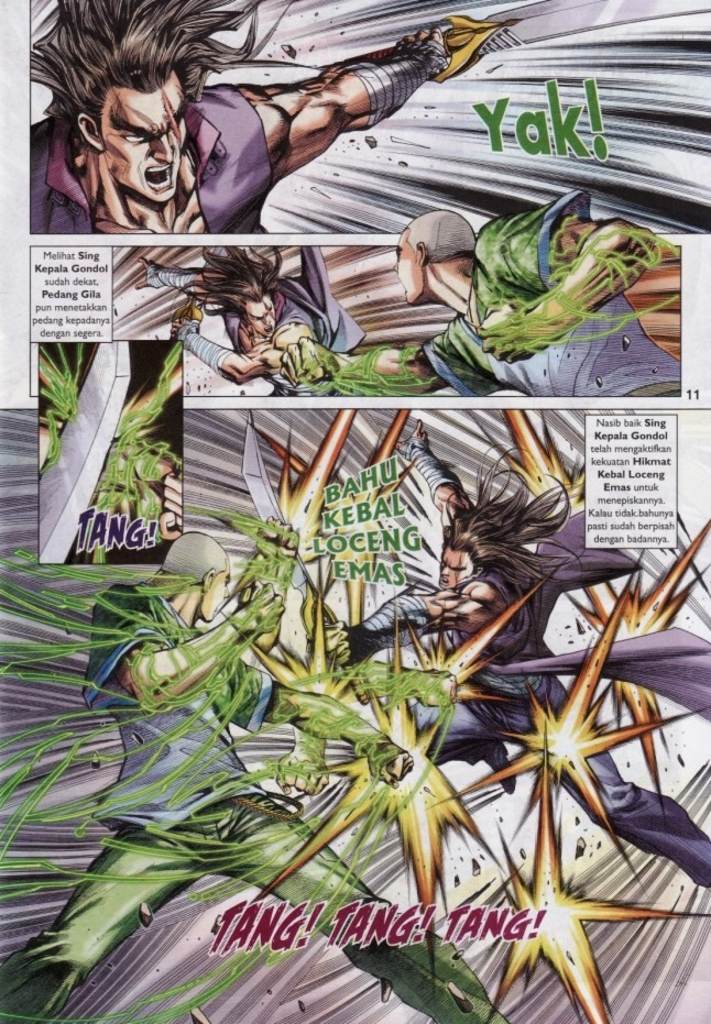 Yak!
Melihat Sing
Kepala Gondol
sudah dekat,
Pedang Gila
pun menetakkan
pedang kepadanya
dengan segera.
11
TANG!
BAHU
KEBAL
LOCENG
EMAS
Nasib baik Sing
Kepala Gondol
telah mengaktifkan
kekuatan Hikmat
Kebal Loceng
Emas untuk
menepiskannya.
Kalau tidak,bahunya
pasti sudah berpisah
dengan badannya.
TANG! TANG! TANG!